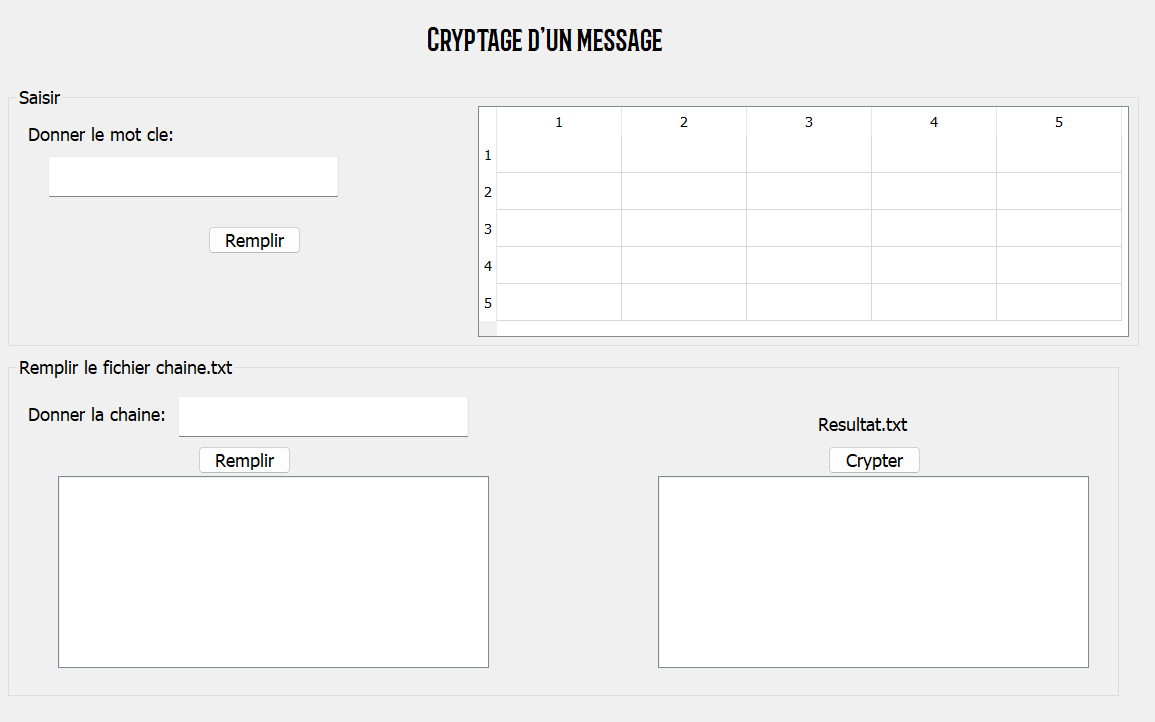 Cryptage d’un message
Saisir
Donner le mot cle:
Remplir
1 2 3 4 5
1
2
3
4
5
Remplir le fichier chaine.txt
Donner la chaine:
Remplir
Resultat.txt
Crypter